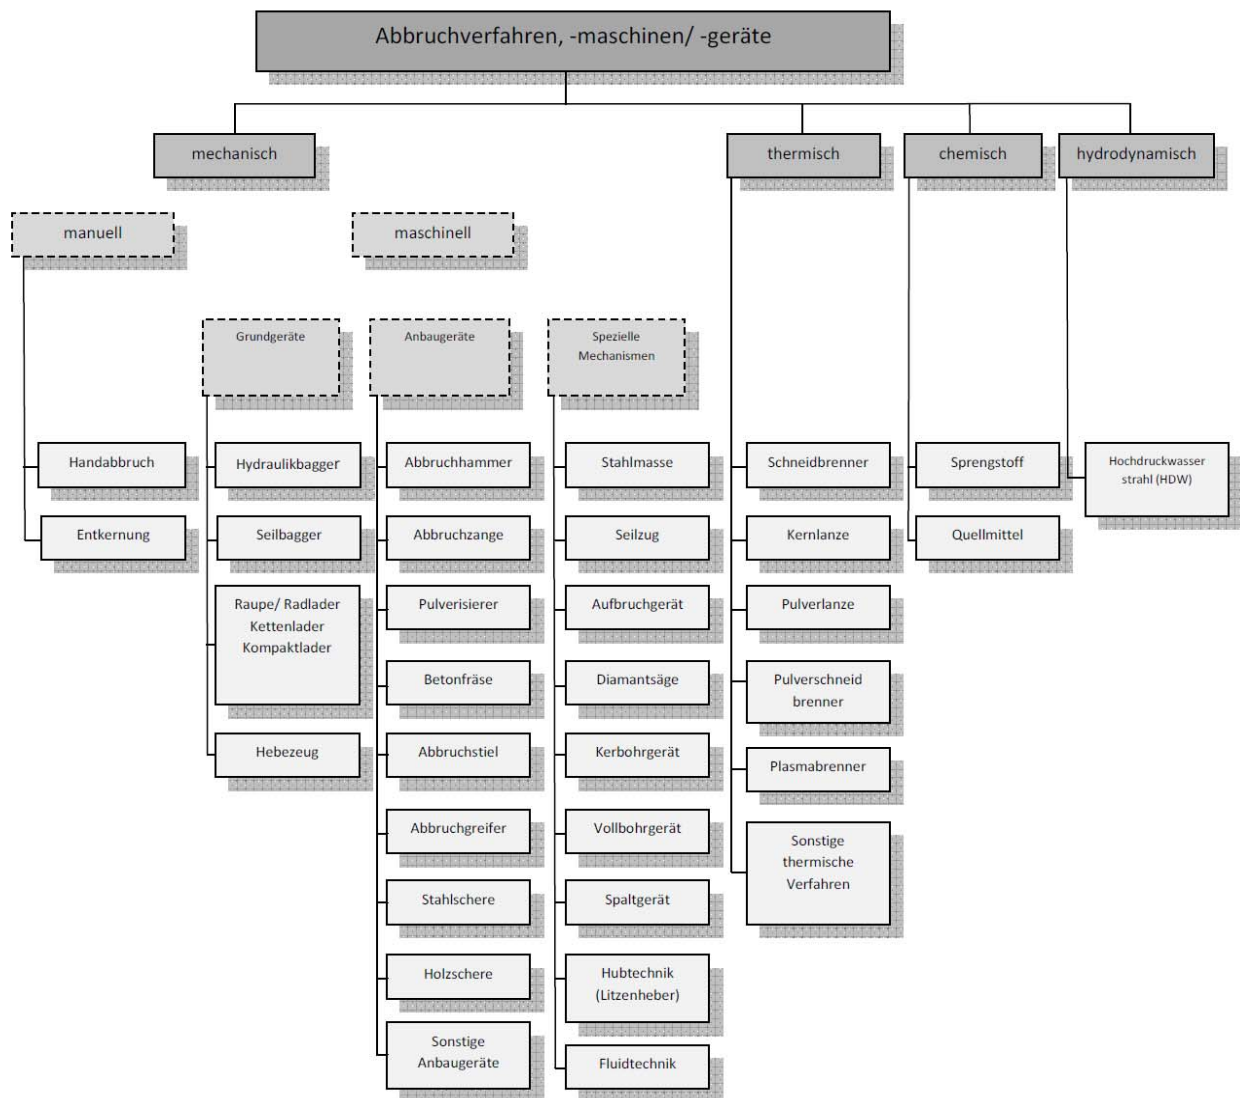 Abbruchverfahren, -maschinen/ -geräte
mechanisch
thermisch
chemisch
hydrodynamisch
manuell
maschinell
Grundgeräte
Anbaugeräte
Spezielle
Mechanismen
Handabbruch
Entkernung
Hydraulikbagger
Seilbagger
Raupe/ Radlader
Kettenlader
Kompaktlader
Hebezeug
Abbruchhammer
Abbruchzange
Pulverisierer
Betonfräse
Abbruchstiel
Abbruchgreifer
Stahlschere
Holzschere
Sonstige
Anbaugeräte
Stahlmasse
Seilzug
Aufbruchgerät
Diamantsäge
Kerbohrgerät
Vollbohrgerät
Spaltgerät
Hubtechnik
(Litzenheber)
Fluidtechnik
Schneidbrenner
Kernlanze
Pulverlanze
Pulverschneid
brenner
Plasmabrenner
Sonstige
thermische
Verfahren
Sprengstoff
Quellmittel
Hochdruckwasser
strahl (HDW)